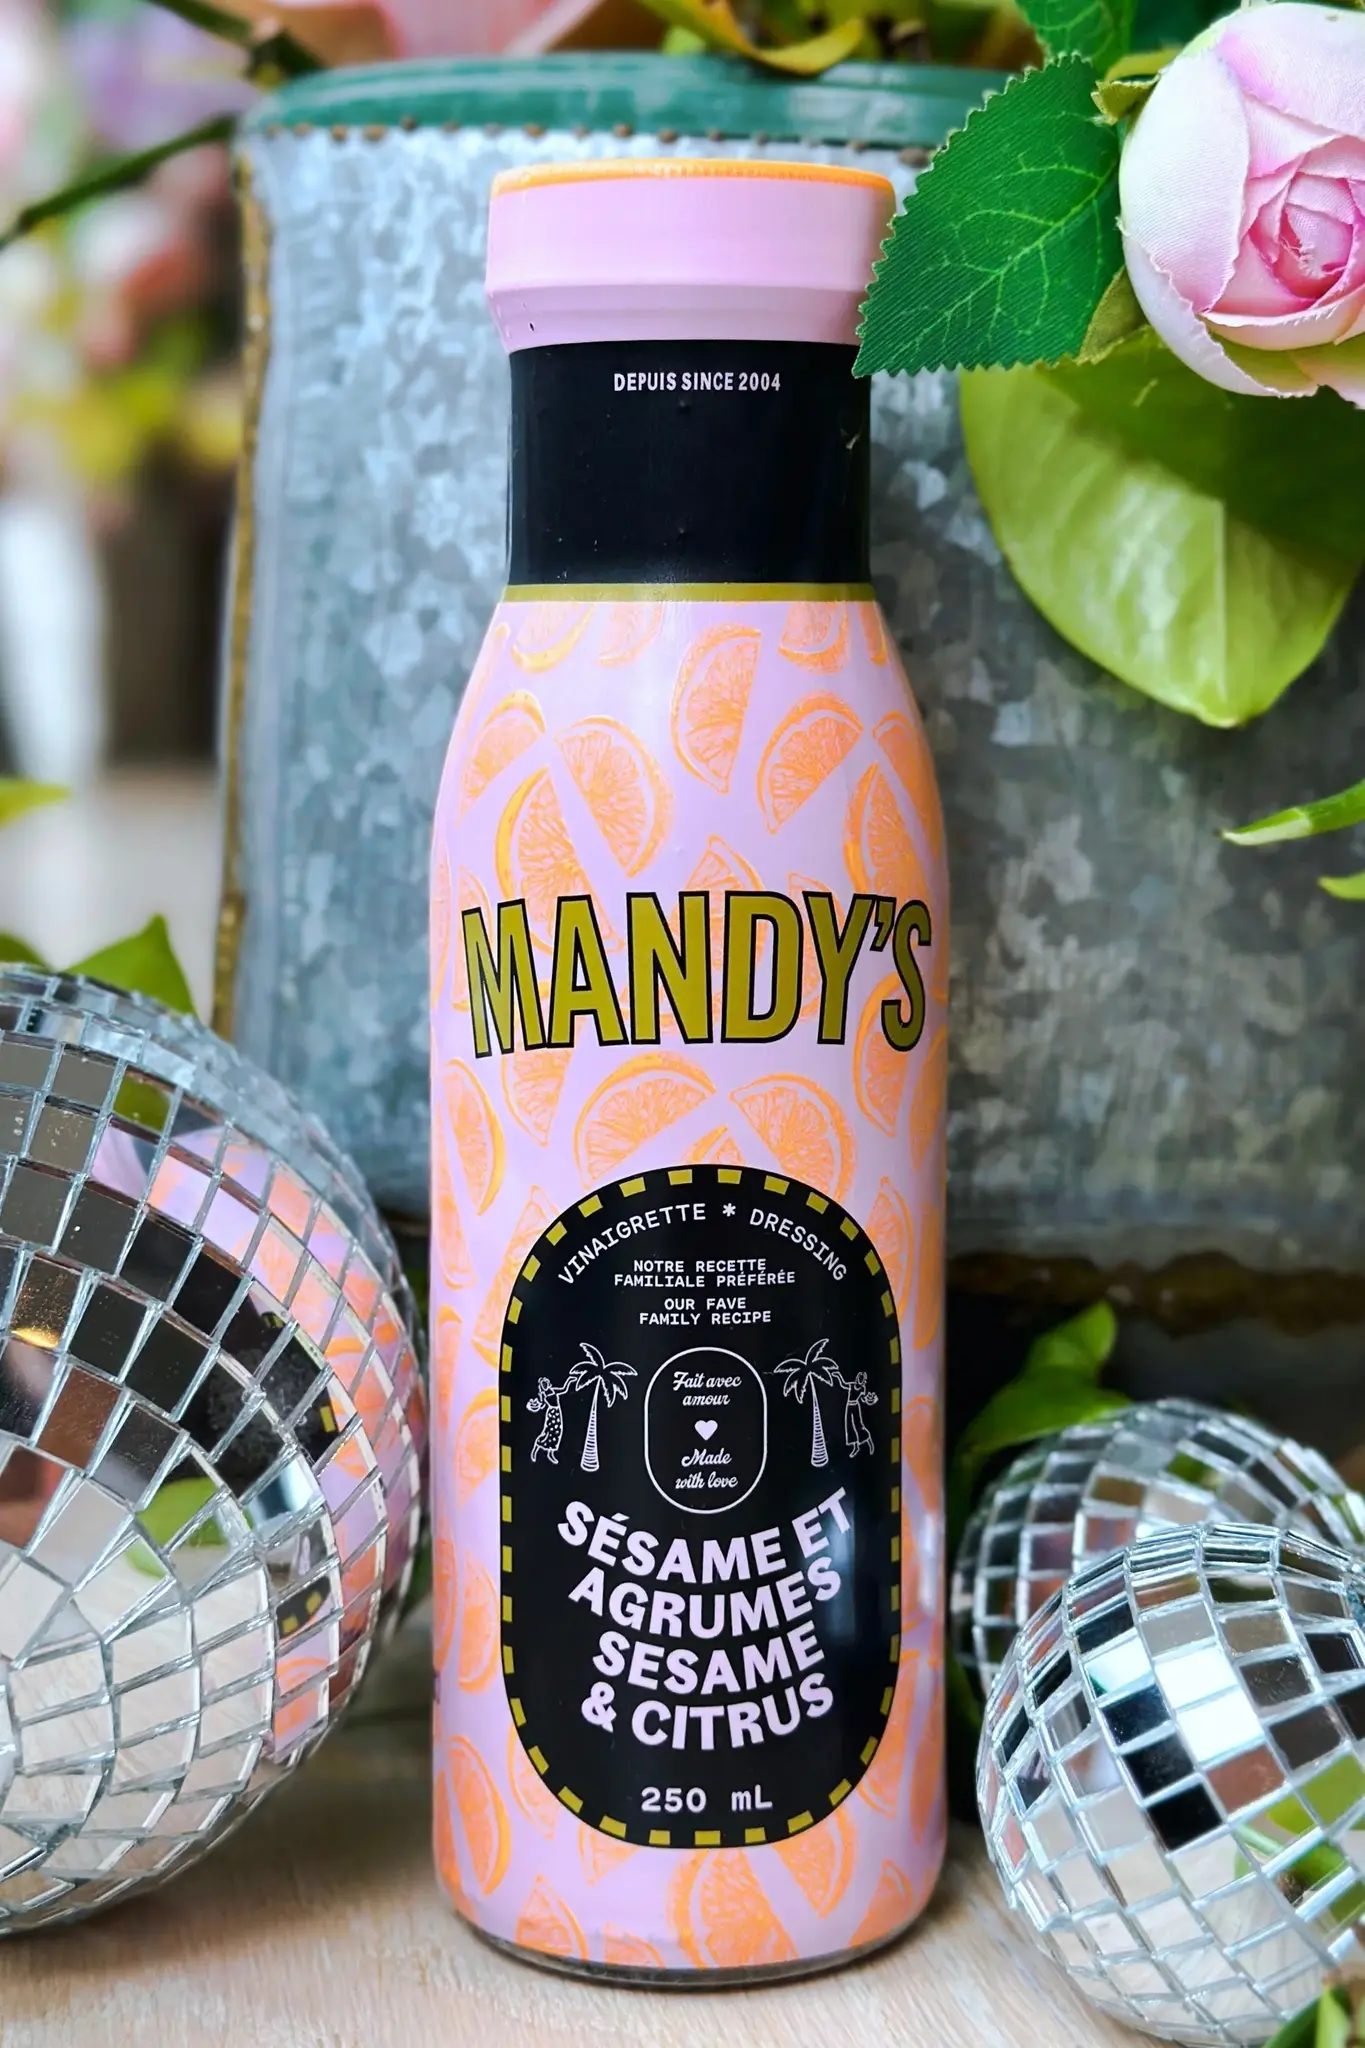 DEPUIS SINCE 2004
MANDY'S
VINAIGRETTE * DRESSING
NOTRE RECETTE
FAMILIALE PRÉFÉRÉE
OUR FAVE
FAMILY RECIPE
Fait avec
amour
Made
with love
SÉSAME ET
AGRUMES
SESAME
& CITRUS
250 mL